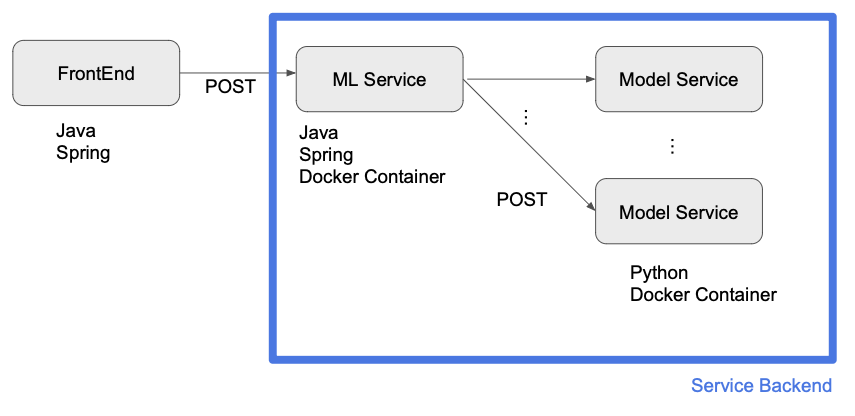 FrontEnd
POST
Java
Spring
ML Service
Java
Spring
Docker Container
Model Service
...
...
POST
Model Service
Python
Docker Container
Service Backend